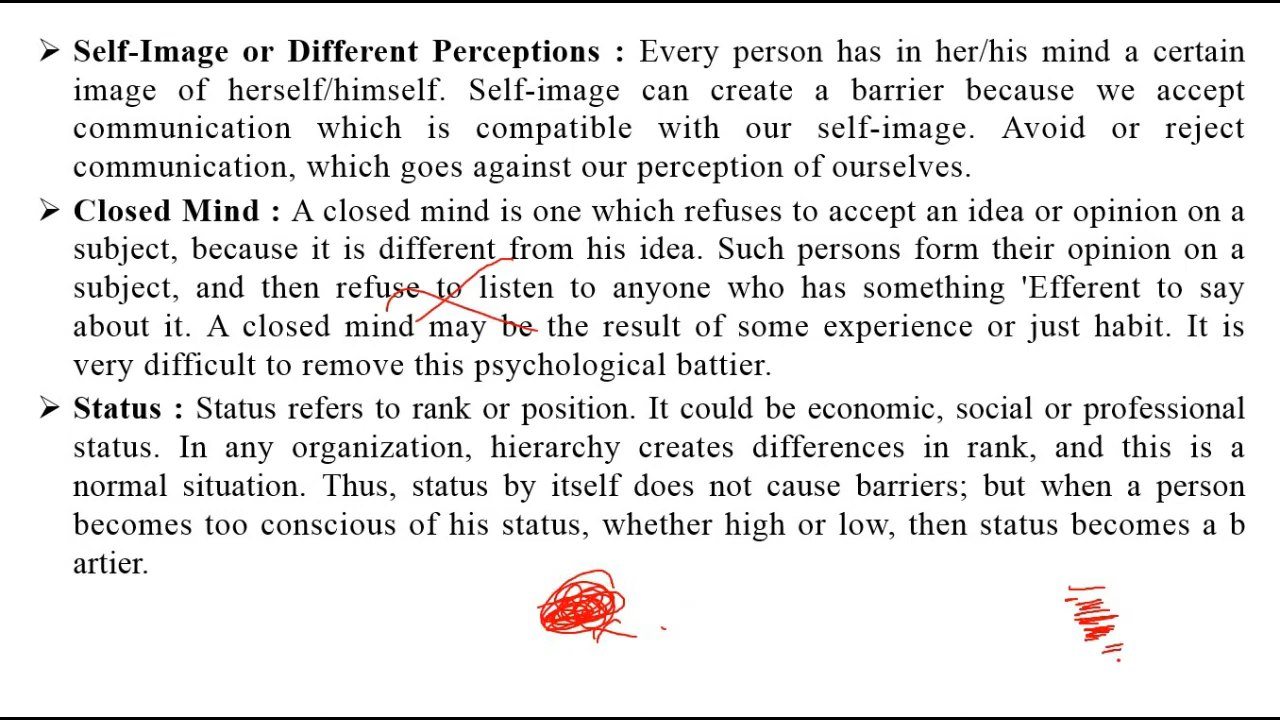 ➢ Self-Image or Different Perceptions : Every person has in her/his mind a certain
image of herself/himself. Self-image can create a barrier because we accept
communication which is compatible with our self-image. Avoid or reject
communication, which goes against our perception of ourselves.
➢ Closed Mind : A closed mind is one which refuses to accept an idea or opinion on a
subject, because it is different from his idea. Such persons form their opinion on a
subject, and then refuse to listen to anyone who has something 'Efferent to say
about it. A closed mind may be the result of some experience or just habit. It is
very difficult to remove this psychological battier.
➢ Status : Status refers to rank or position. It could be economic, social or professional
status. In any organization, hierarchy creates differences in rank, and this is a
normal situation. Thus, status by itself does not cause barriers; but when a person
becomes too conscious of his status, whether high or low, then status becomes a b
artier.